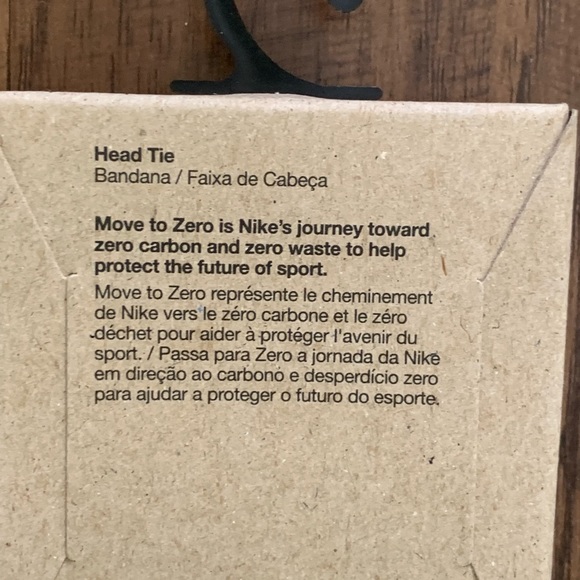 Head Tie
Bandana / Faixa de Cabeça
Move to Zero is Nike's journey toward
zero carbon and zero waste to help
protect the future of sport.
Move to Zero représente le cheminement
de Nike vers le zéro carbone et le zéro
déchet pour aider à protéger l'avenir du
sport. / Passa para Zero a jornada da Nike
em direção ao carbono e desperdício zero
para ajudar a proteger o futuro do esporte.